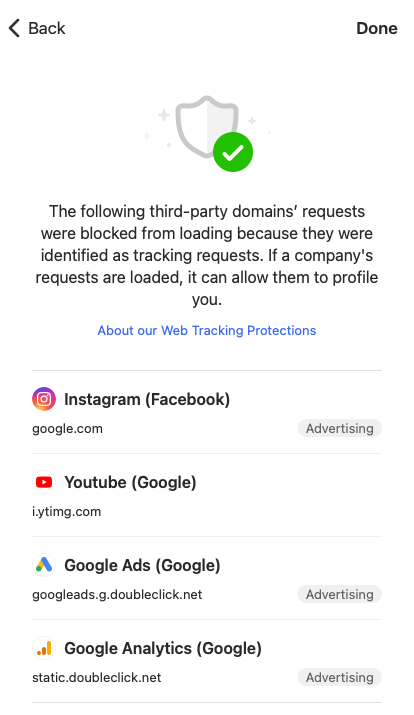 Back
Done
The following third-party domains’ requests
were blocked from loading because they were
identified as tracking requests. If a company's
requests are loaded, it can allow them to profile
you.
About our Web Tracking Protections
Instagram (Facebook)
google.com
Advertising
Youtube (Google)
i.ytimg.com
Google Ads (Google)
googleads.g.doubleclick.net
Advertising
Google Analytics (Google)
static.doubleclick.net
Advertising